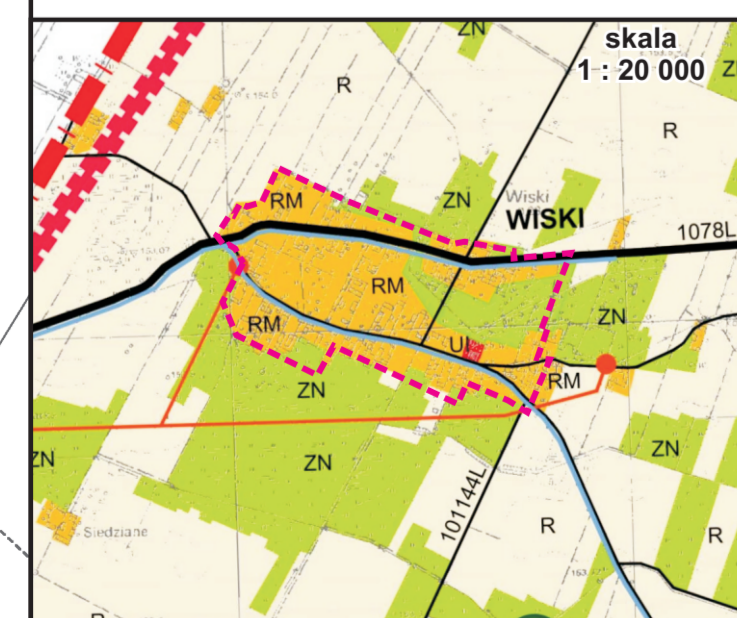 ZN
skala
1 : 20 000
R
R
RM
ZN
Wiski
WISKI
1078L
RM
RM
ZN
UI
RM
ZN
ZN
ZN
ZN
101144L
Siedziane
R
R